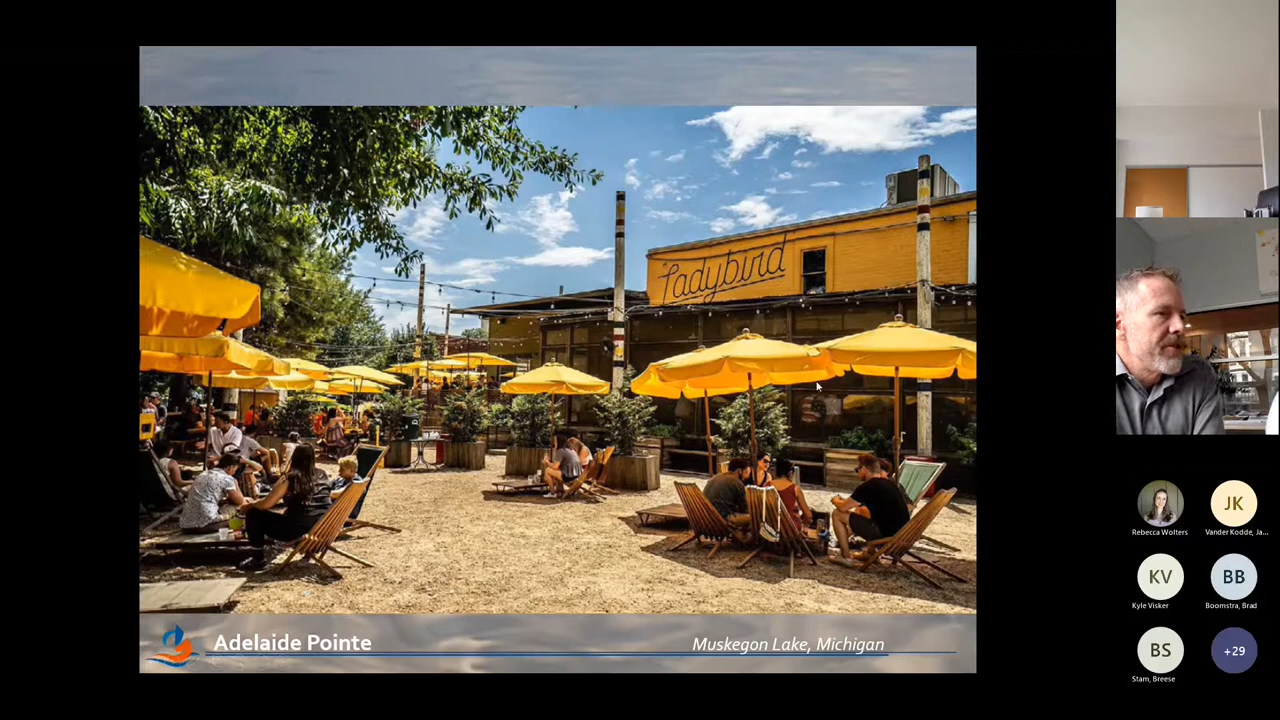 Ladybird
Adelaide Pointe
Muskegon Lake, Michigan
Rebecca Wolters
JK
Vander Kodde, Ja...
KV
Kyle Visker
BB
Boomstra, Brad
BS
Stam, Breese
+29